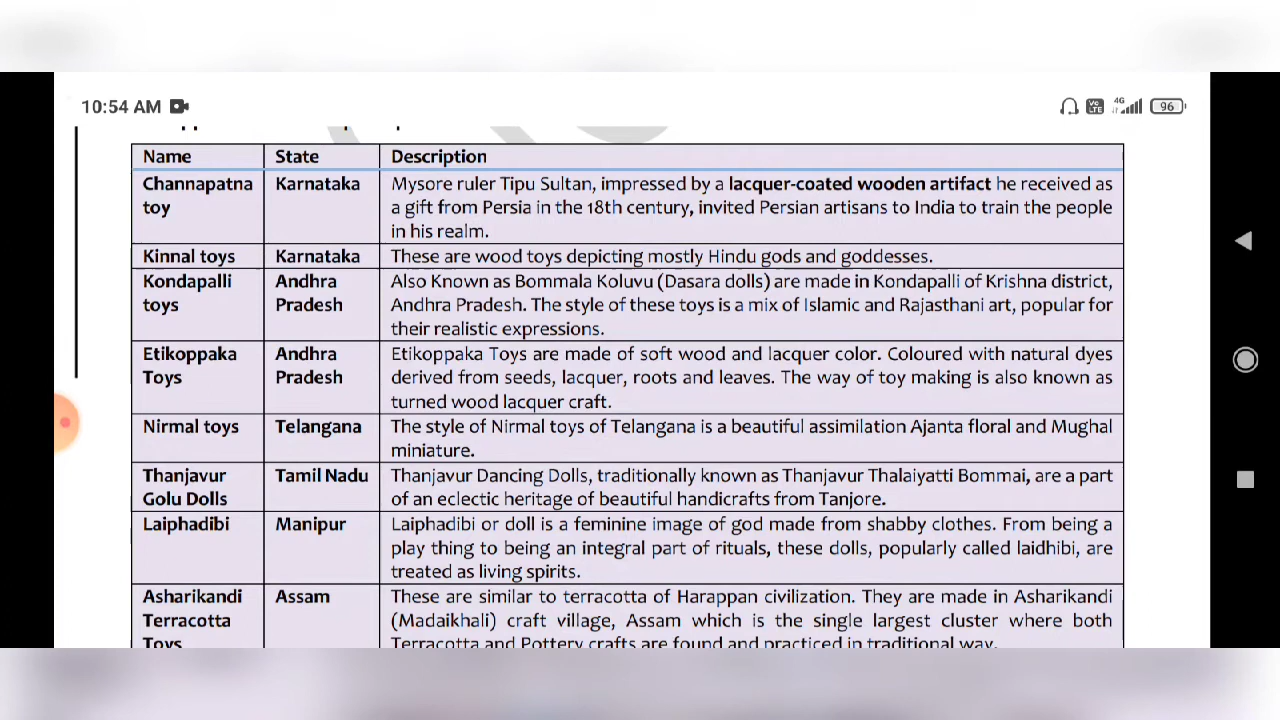 10:54 AM
4G
Vo
LTE
96
Name State Description
Channapatna Karnataka Mysore ruler Tipu Sultan, impressed by a lacquer-coated wooden artifact he received as
toy a gift from Persia in the 18th century, invited Persian artisans to India to train the people
in his realm.
Kinnal toys Karnataka These are wood toys depicting mostly Hindu gods and goddesses.
Kondapalli Andhra Also Known as Bommala Koluvu (Dasara dolls) are made in Kondapalli of Krishna district,
toys Pradesh Andhra Pradesh. The style of these toys is a mix of Islamic and Rajasthani art, popular for
their realistic expressions.
Etikoppaka Andhra Etikoppaka Toys are made of soft wood and lacquer color. Coloured with natural dyes
Toys Pradesh derived from seeds, lacquer, roots and leaves. The way of toy making is also known as
turned wood lacquer craft.
Nirmal toys Telangana The style of Nirmal toys of Telangana is a beautiful assimilation Ajanta floral and Mughal
miniature.
Thanjavur Tamil Nadu Thanjavur Dancing Dolls, traditionally known as Thanjavur Thalaiyatti Bommai, are a part
Golu Dolls of an eclectic heritage of beautiful handicrafts from Tanjore.
Laiphadibi Manipur Laiphadibi or doll is a feminine image of god made from shabby clothes. From being a
play thing to being an integral part of rituals, these dolls, popularly called laidhibi, are
treated as living spirits.
Asharikandi Assam These are similar to terracotta of Harappan civilization. They are made in Asharikandi
Terracotta (Madaikhali) craft village, Assam which is the single largest cluster where both
Toys Terracotta and Pottery crafts are found and practiced in traditional way.